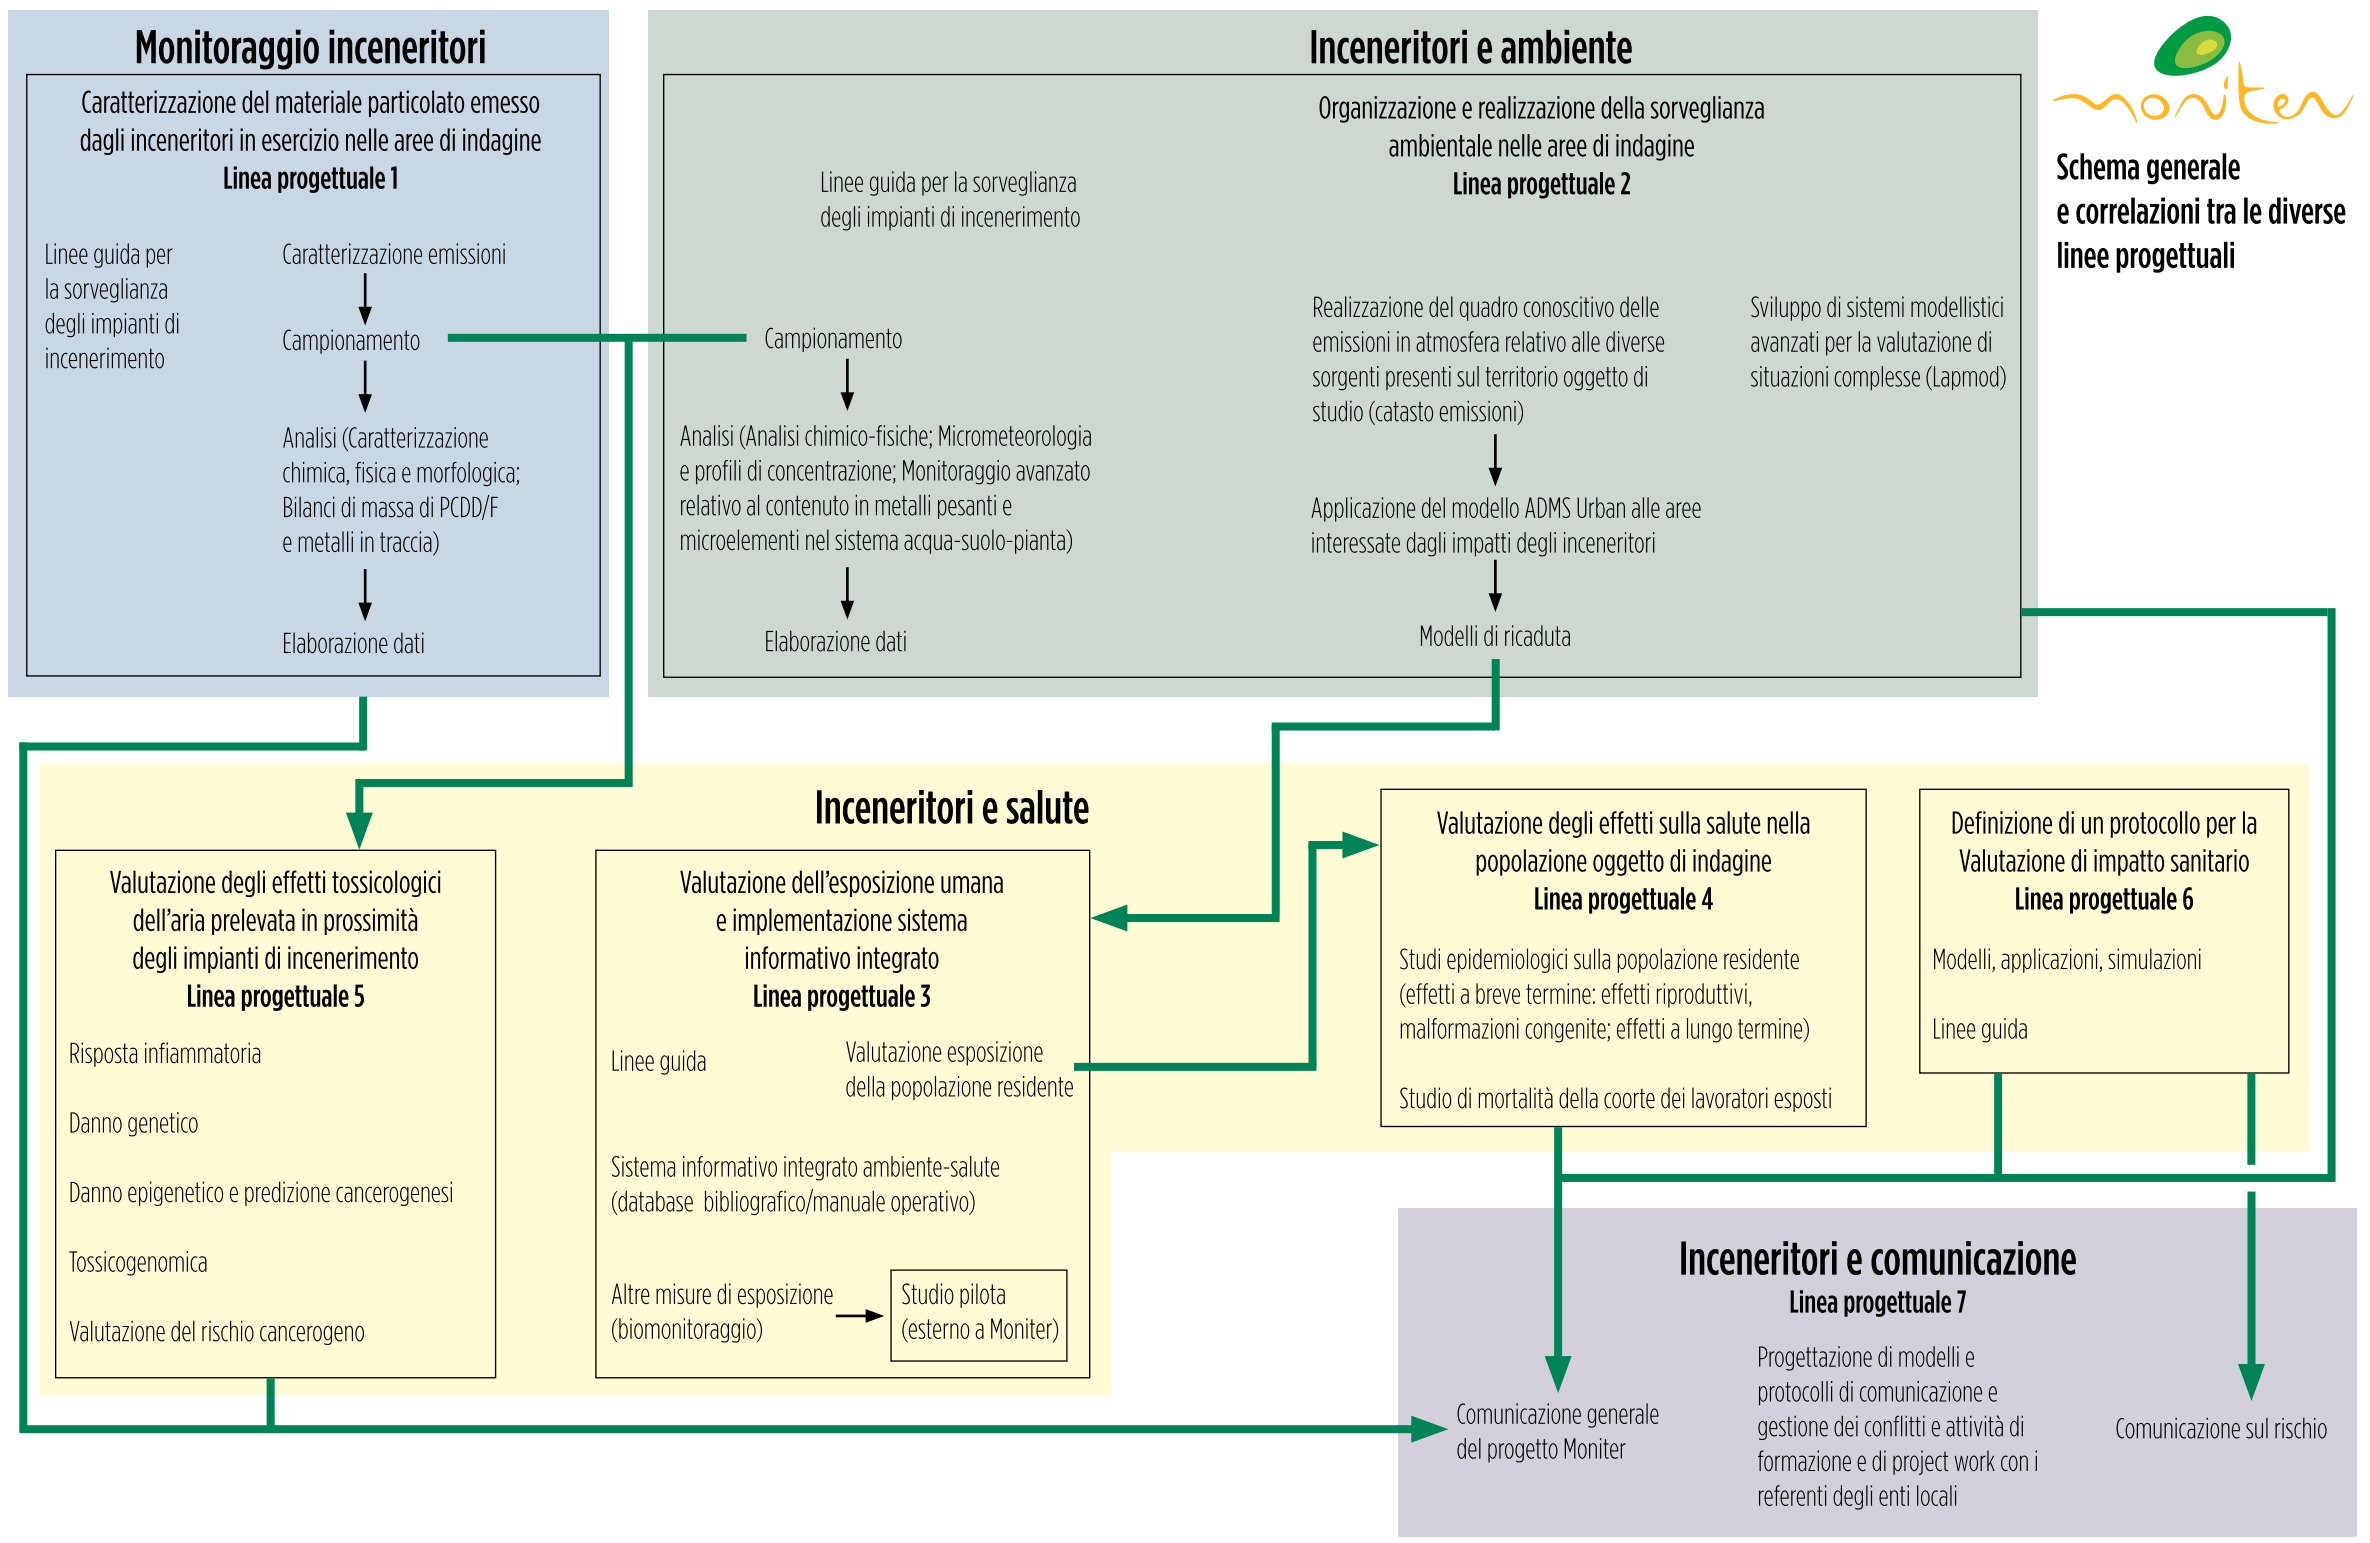 Monitoraggio inceneritori
Caratterizzazione del materiale particolato emesso
dagli inceneritori in esercizio nelle aree di indagine
Linea progettuale 1
Linee guida per
la sorveglianza
degli impianti di
incenerimento
Caratterizzazione emissioni
Campionamento
Analisi (Caratterizzazione
chimica, fisica e morfologica;
Bilanci di massa di PCDD/F
e metalli in traccia)
Elaborazione dati
Inceneritori e ambiente
Organizzazione e realizzazione della sorveglianza
ambientale nelle aree di indagine
Linea progettuale 2
Linee guida per la sorveglianza
degli impianti di incenerimento
Campionamento
Analisi (Analisi chimico-fisiche; Micrometeorologia
e profili di concentrazione; Monitoraggio avanzato
relativo al contenuto in metalli pesanti e
microelementi nel sistema acqua-suolo-pianta)
Elaborazione dati
Realizzazione del quadro conoscitivo delle
emissioni in atmosfera relativo alle diverse
sorgenti presenti sul territorio oggetto di
studio (catasto emissioni)
Applicazione del modello ADMS Urban alle aree
interessate dagli impatti degli inceneritori
Modelli di ricaduta
Sviluppo di sistemi modellistici
avanzati per la valutazione di
situazioni complesse (Lapmod)
moniter
Schema generale
e correlazioni tra le diverse
linee progettuali
Inceneritori e salute
Valutazione degli effetti tossicologici
dell'aria prelevata in prossimità
degli impianti di incenerimento
Linea progettuale 5
Risposta infiammatoria
Danno genetico
Danno epigenetico e predizione cancerogenesi
Tossicogenomica
Valutazione del rischio cancerogeno
Valutazione dell'esposizione umana
e implementazione sistema
informativo integrato
Linea progettuale 3
Linee guida
Valutazione esposizione
della popolazione residente
Sistema informativo integrato ambiente-salute
(database bibliografico/manuale operativo)
Altre misure di esposizione
(biomonitoraggio)
Studio pilota
(esterno a Moniter)
Valutazione degli effetti sulla salute nella
popolazione oggetto di indagine
Linea progettuale 4
Studi epidemiologici sulla popolazione residente
(effetti a breve termine: effetti riproduttivi,
malformazioni congenite; effetti a lungo termine)
Studio di mortalità della coorte dei lavoratori esposti
Definizione di un protocollo per la
Valutazione di impatto sanitario
Linea progettuale 6
Modelli, applicazioni, simulazioni
Linee guida
Inceneritori e comunicazione
Linea progettuale 7
Comunicazione generale
del progetto Moniter
Progettazione di modelli e
protocolli di comunicazione e
gestione dei conflitti e attività di
formazione e di project work con i
referenti degli enti locali
Comunicazione sul rischio